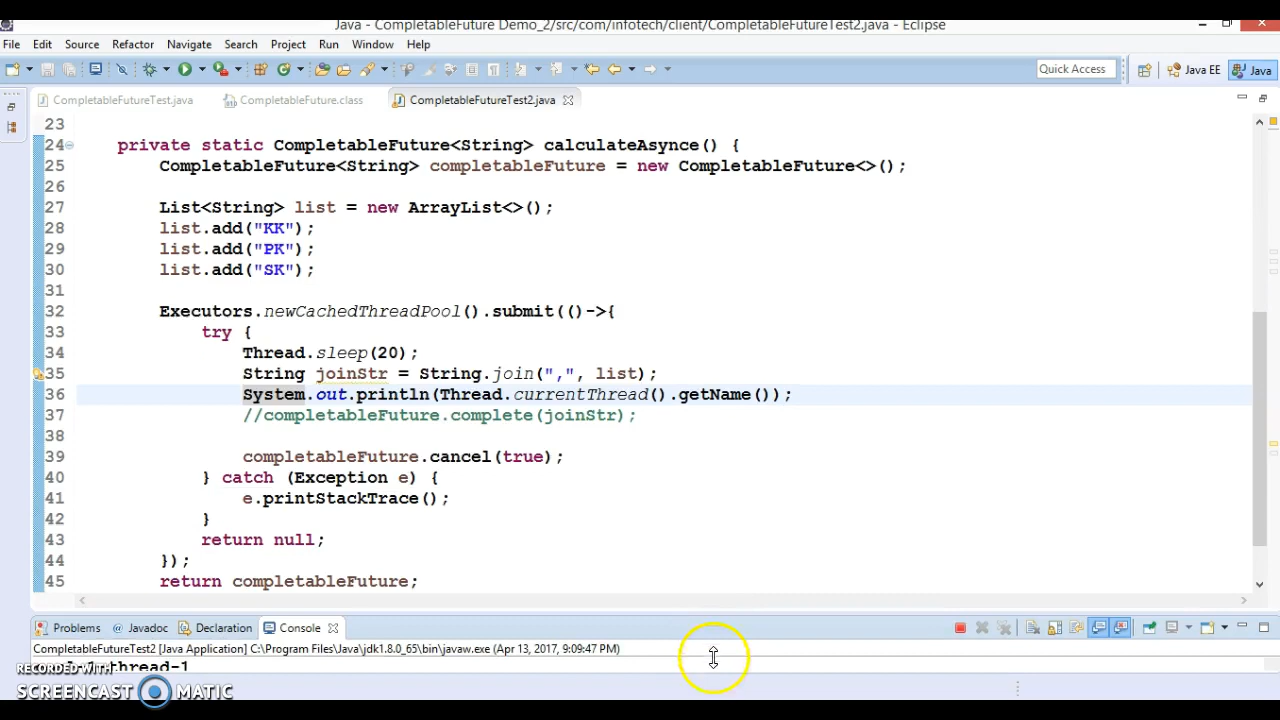 Java - CompletableFuture Demo_2/src/com/infotech/client/CompletableFutureTest2.java - Eclipse
File Edit Source Refactor Navigate Search Project Run Window Help
Quick Access Java EE Java
CompletableFutureTest.java CompletableFuture.class CompletableFutureTest2.java
23
24 private static CompletableFuture<String> calculateAsynce() {
25 CompletableFuture<String> completableFuture = new CompletableFuture<>();
26
27 List<String> list = new ArrayList<>();
28 list.add("KK");
29 list.add("PK");
30 list.add("SK");
31
32 Executors.newCachedThreadPool().submit(()->{
33 try {
34 Thread.sleep(20);
35 String joinStr = String.join(",", list);
36 System.out.println(Thread.currentThread().getName());
37 //completableFuture.complete(joinStr);
38
39 completableFuture.cancel(true);
40 } catch (Exception e) {
41 e.printStackTrace();
42 }
43 return null;
44 });
45 return completableFuture;
Problems Javadoc Declaration Console
CompletableFutureTest2 [Java Application] C:\Program Files\Java\jdk1.8.0_65\bin\javaw.exe (Apr 13, 2017, 9:09:47 PM)
thread-1
RECORDED WITH
SCREENCAST MATIC